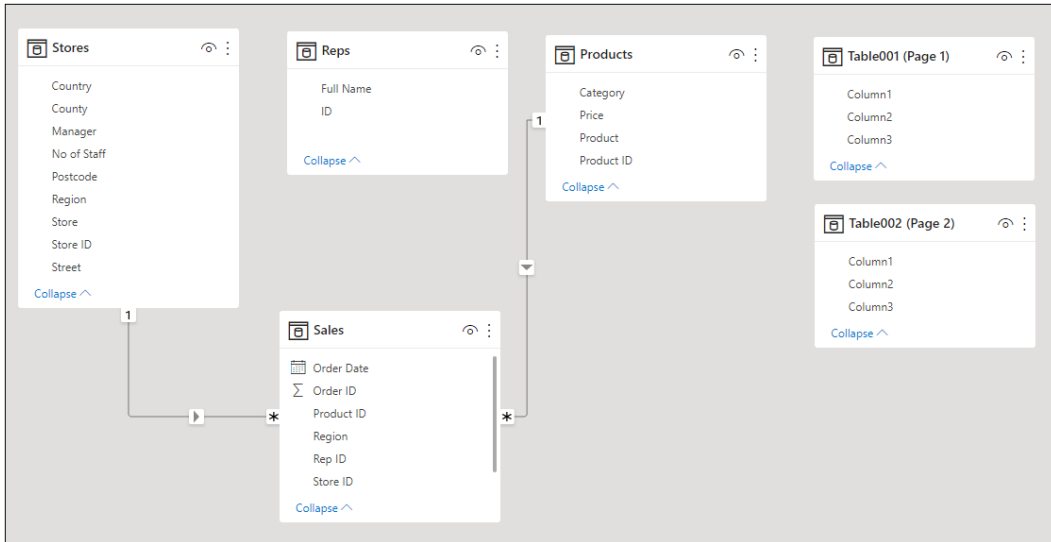 Stores
Country
County
Manager
No of Staff
Postcode
Region
Store
Store ID
Street
Collapse
1
Reps
Full Name
ID
Collapse
Products
Category
Price
Product
Product ID
Collapse
1
Table001 (Page 1)
Column1
Column2
Column3
Collapse
Table002 (Page 2)
Column1
Column2
Column3
Collapse
Sales
Order Date
∑ Order ID
Product ID
Region
Rep ID
Store ID
Collapse
*
*